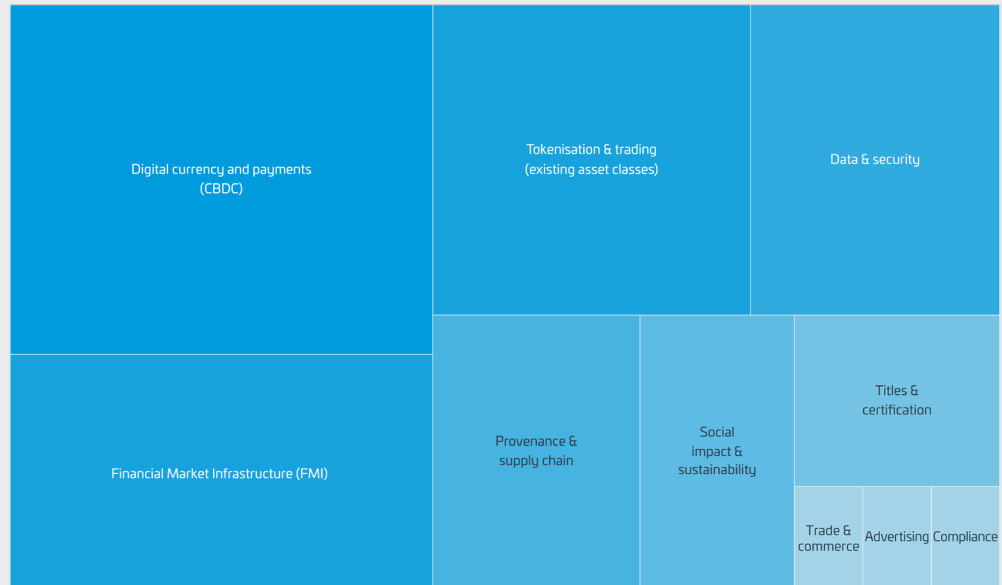 Digital currency and payments
(CBDC)
Tokenisation & trading
(existing asset classes)
Data & security
Financial Market Infrastructure (FMI)
Provenance &
supply chain
Social
impact &
sustainability
Titles &
certification
Trade &
commerce
Advertising
Compliance